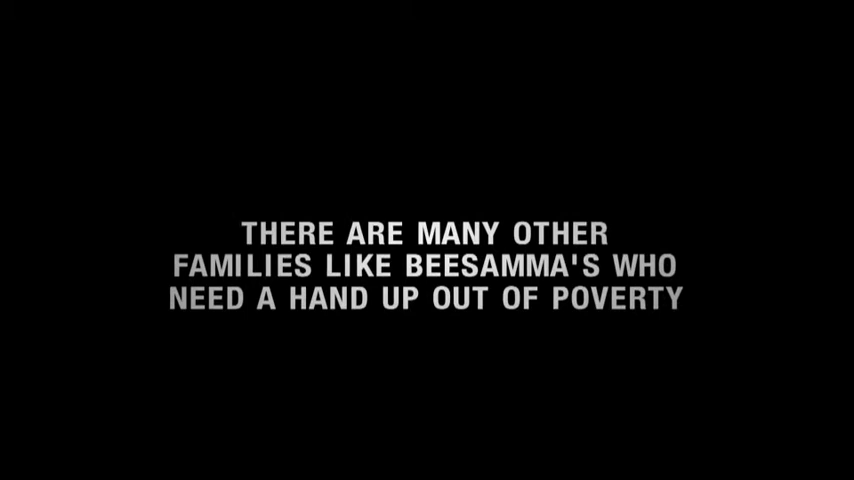 THERE ARE MANY OTHER
FAMILIES LIKE BEESAMMA'S WHO
NEED A HAND UP OUT OF POVERTY